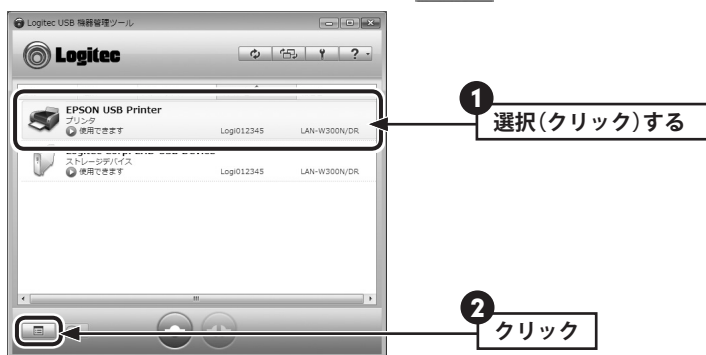 Logitec USB 機器管理ツール
Logitec
?
EPSON USB Printer
プリンタ
使用できます Logi012345 LAN-W300N/DR
ストレージデバイス
使用できます Logi012345 LAN-W300N/DR
1
選択(クリック)する
2
クリック